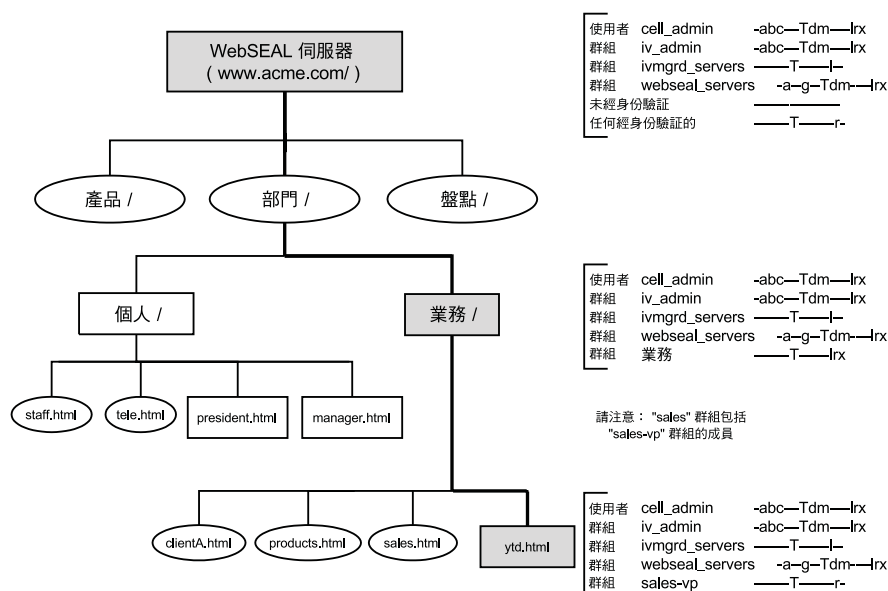 WebSEAL 伺服器
( www.acme.com/ )
使用者 cell_admin -abc—Tdm—lrx
群組 iv_admin -abc—Tdm—lrx
群組 ivmgrd_servers ——T——l–
群組 webseal_servers -a–g–Tdm-—lrx
未經身份驗証 ——————
任何經身份驗証的 ——T——r-
產品 /
部門 /
盤點 /
個人 /
業務 /
使用者 cell_admin -abc—Tdm—lrx
群組 iv_admin -abc—Tdm—lrx
群組 ivmgrd_servers ——T——l–
群組 webseal_servers -a–g–Tdm-—lrx
群組 業務 ——T——lrx
staff.html
tele.html
president.html
manager.html
請注意： "sales" 群組包括
"sales-vp" 群組的成員
clientA.html
products.html
sales.html
ytd.html
使用者 cell_admin -abc—Tdm—lrx
群組 iv_admin -abc—Tdm—lrx
群組 ivmgrd_servers ——T——l–
群組 webseal_servers -a–g–Tdm-—lrx
群組 sales-vp ——T——r-